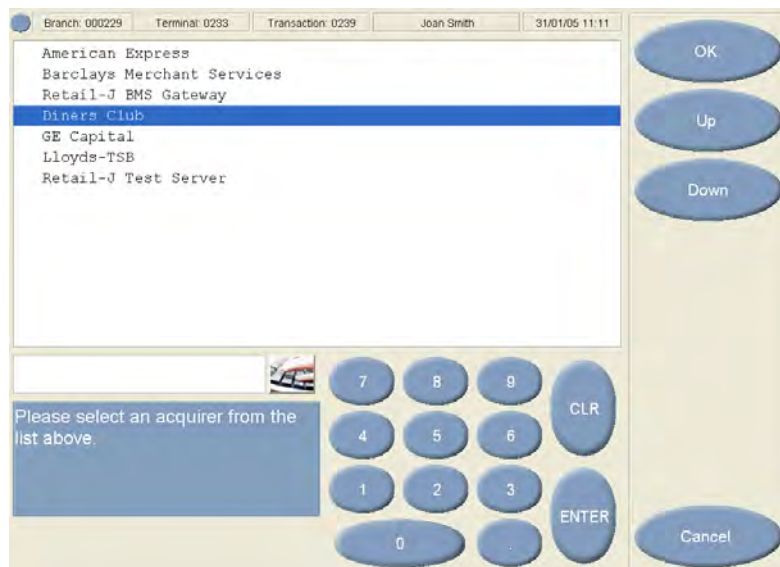 Branch: 000229 Terminal: 0233 Transaction: 0239 Joan Smith 31/01/05 11:11
American Express
Barclays Merchant Services
Retail-J BMS Gateway
Diners Club
GE Capital
Lloyds-TSB
Retail-J Test Server
OK
Up
Down
Please select an acquirer from the
list above.
7 8 9 CLR
4 5 6
1 2 3 ENTER
0 .
Cancel